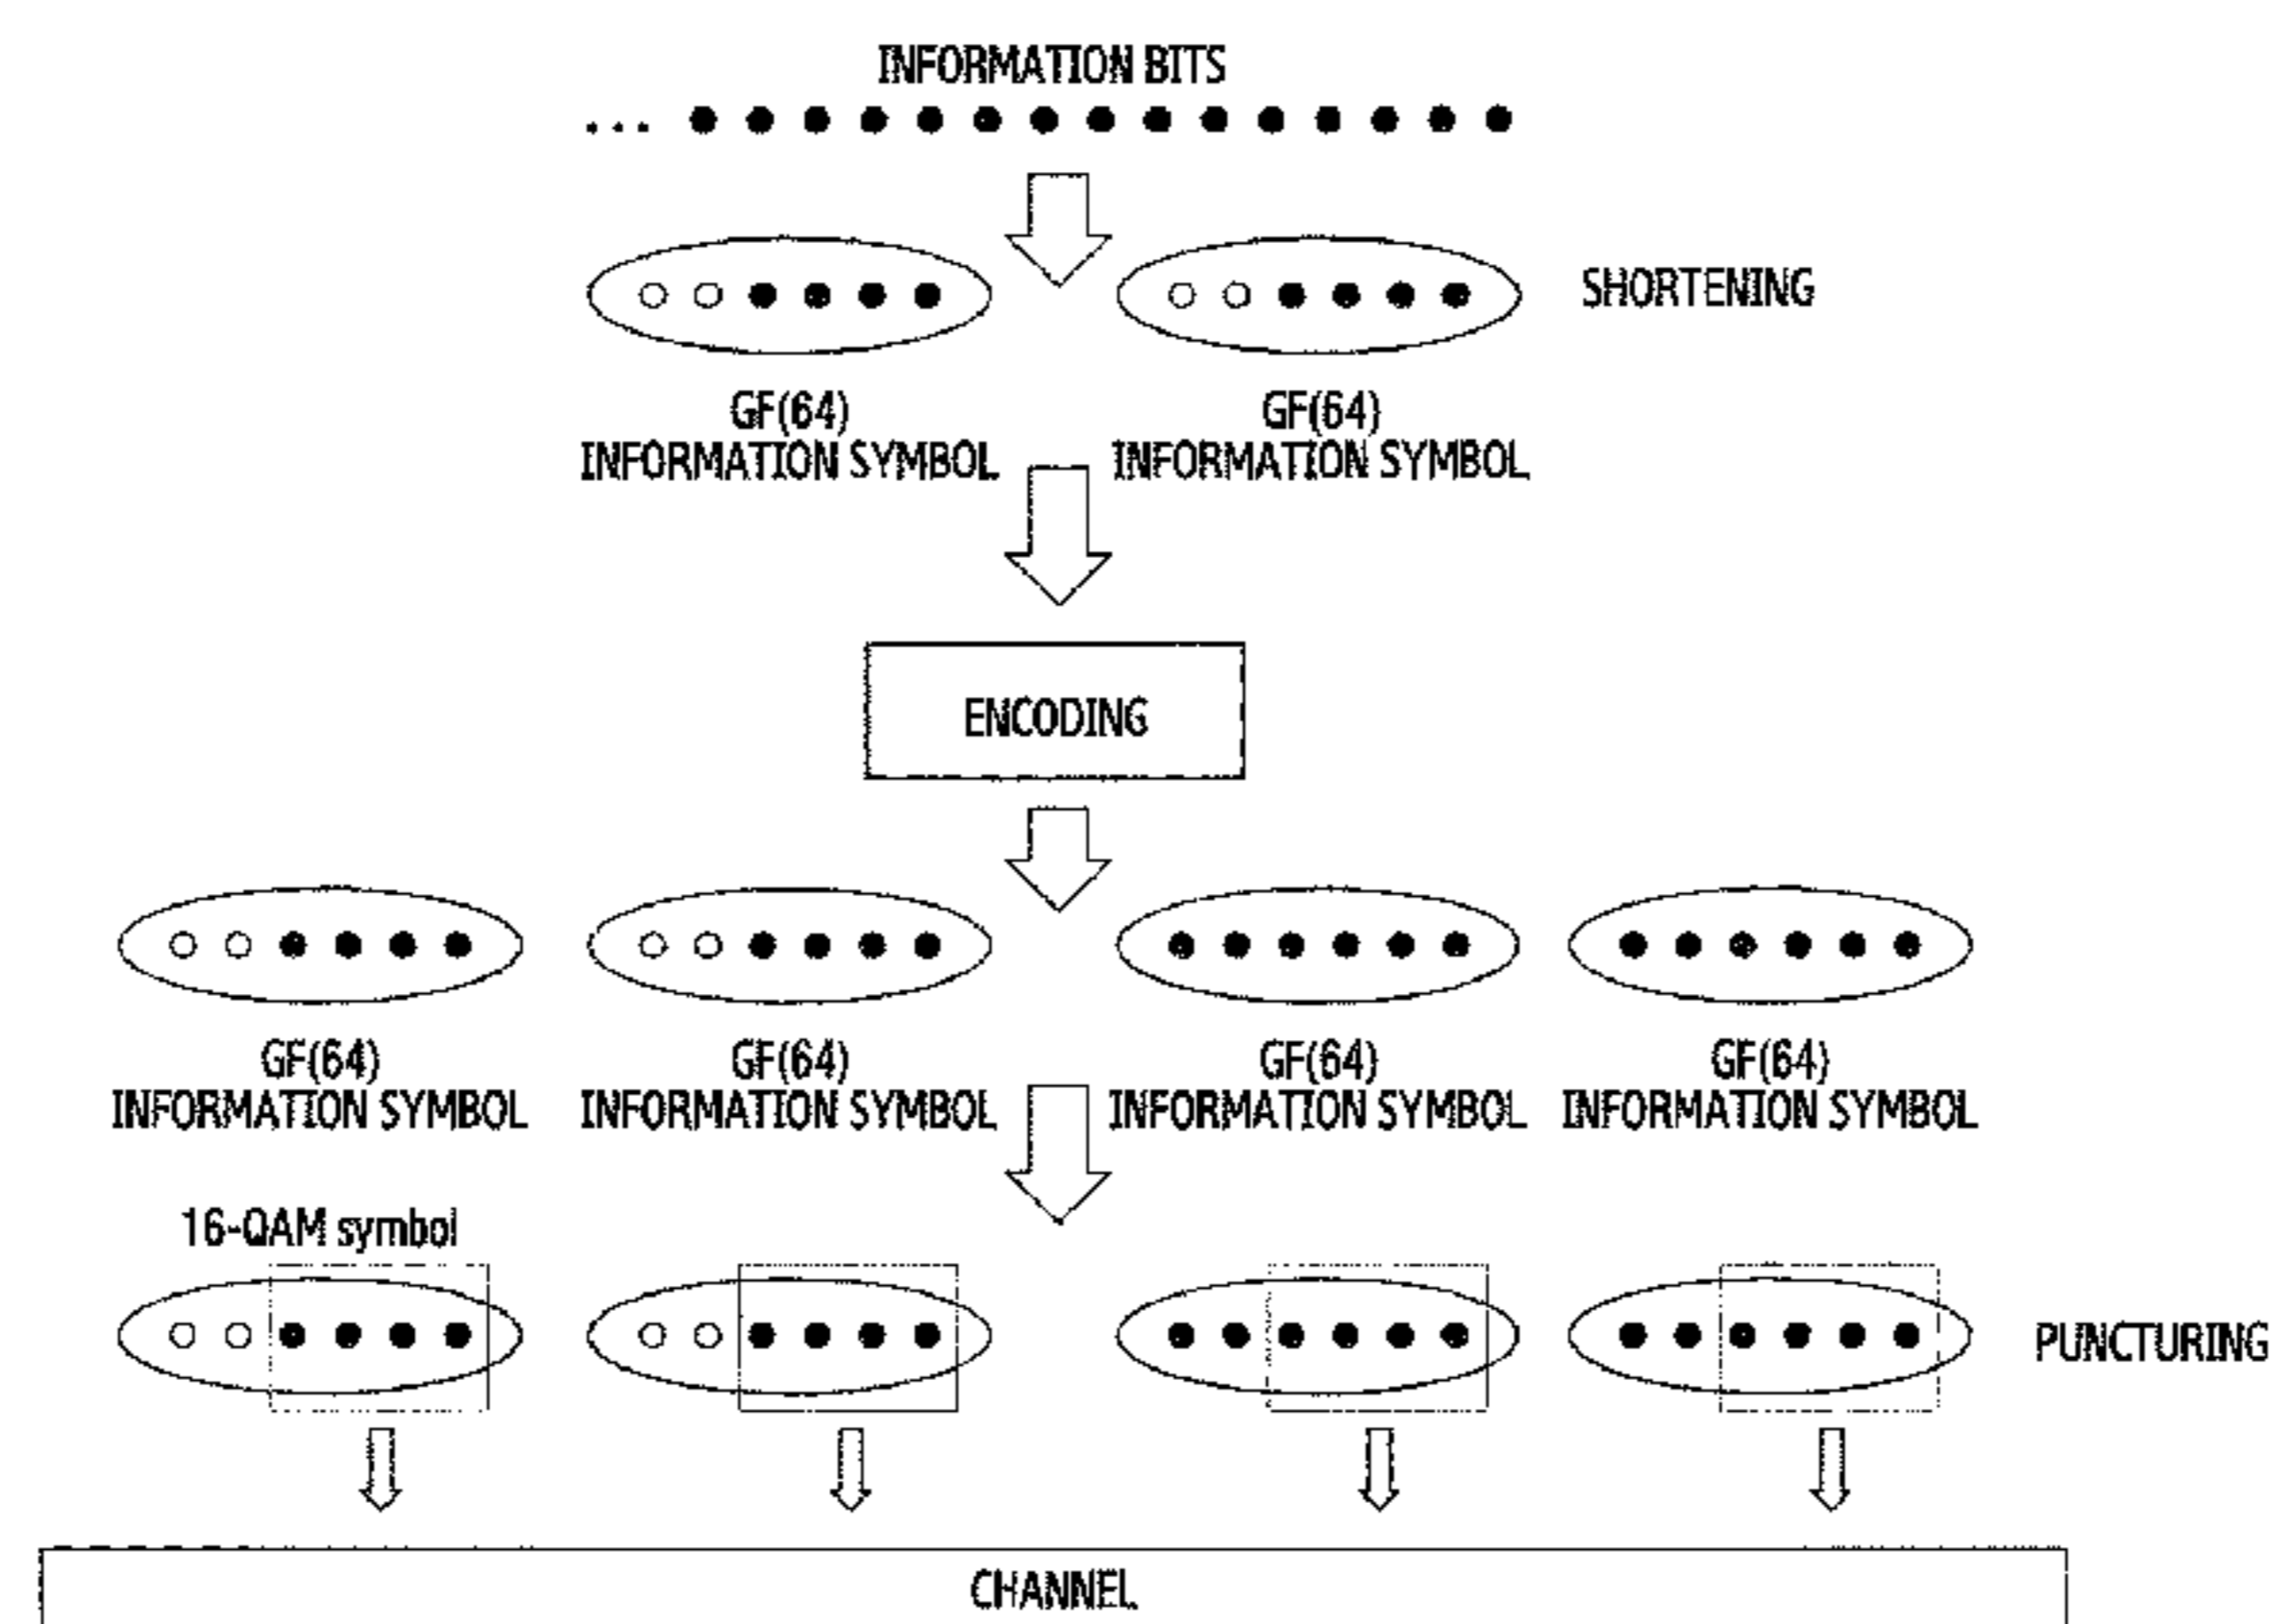 INFORMATION BITS
SHORTENING
GF(64)
INFORMATION SYMBOL
GF(64)
INFORMATION SYMBOL
ENCODING
GF(64)
INFORMATION SYMBOL
GF(64)
INFORMATION SYMBOL
GF(64)
INFORMATION SYMBOL
GF(64)
INFORMATION SYMBOL
16-QAM symbol
PUNCTURING
CHANNEL